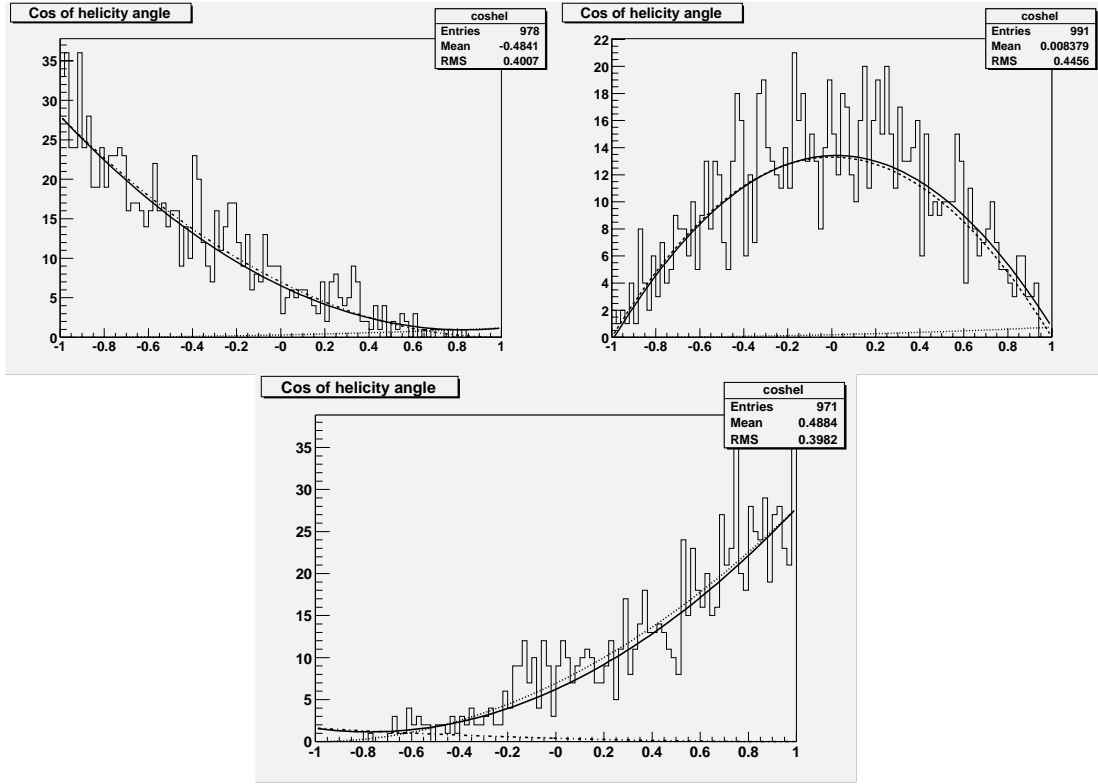 Cos of helicity angle
coshel
Entries 978
Mean -0.4841
RMS 0.4007
35
30
25
20
15
10
5
0
-1 -0.8 -0.6 -0.4 -0.2 -0 0.2 0.4 0.6 0.8 1
Cos of helicity angle
coshel
Entries 991
Mean 0.008379
RMS 0.4456
22
20
18
16
14
12
10
8
6
4
2
0
-1 -0.8 -0.6 -0.4 -0.2 -0 0.2 0.4 0.6 0.8 1
Cos of helicity angle
coshel
Entries 971
Mean 0.4884
RMS 0.3982
35
30
25
20
15
10
5
0
-1 -0.8 -0.6 -0.4 -0.2 -0 0.2 0.4 0.6 0.8 1